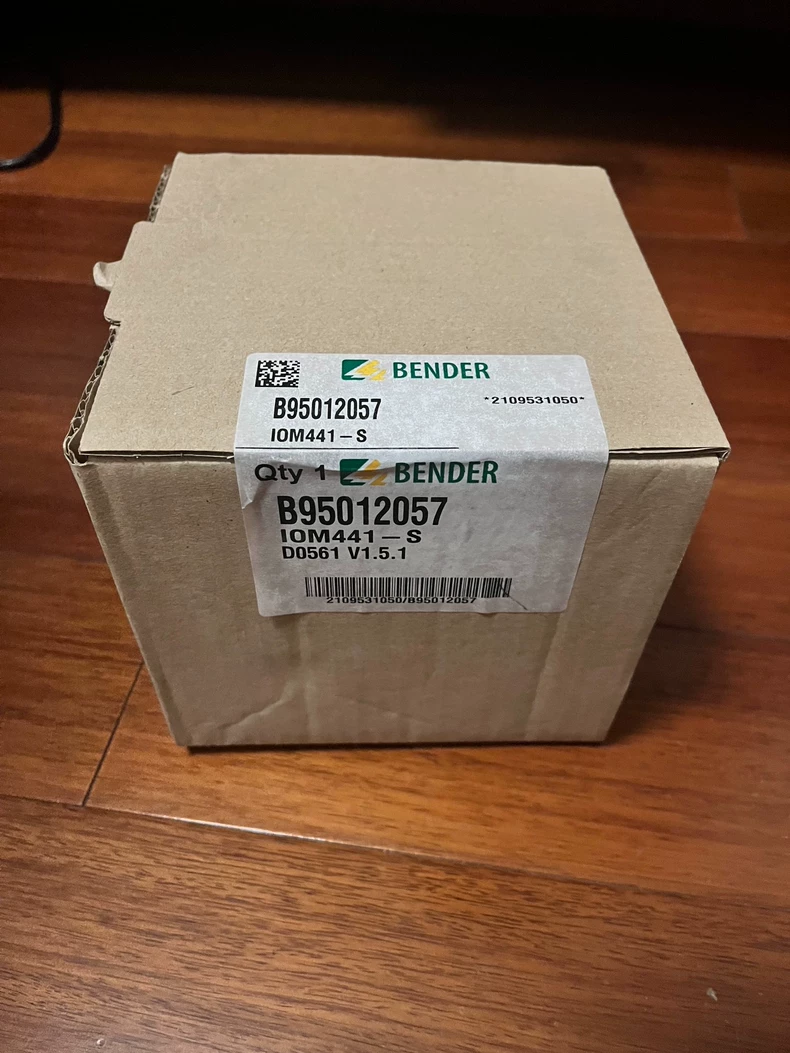 BENDER
B95012057
*2109531050*
IOM441-S
Qty 1 BENDER
B95012057
IOM441-S
D0561 V1.5.1
2109531050/B95012057